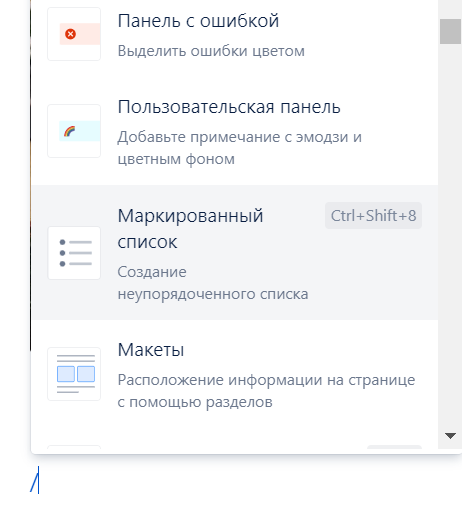 Панель с ошибкой
Выделить ошибки цветом
Пользовательская панель
Добавьте примечание с эмодзи и
цветным фоном
Маркированный
список
Ctrl+Shift+8
Создание
неупорядоченного списка
Макеты
Расположение информации на странице
с помощью разделов
/